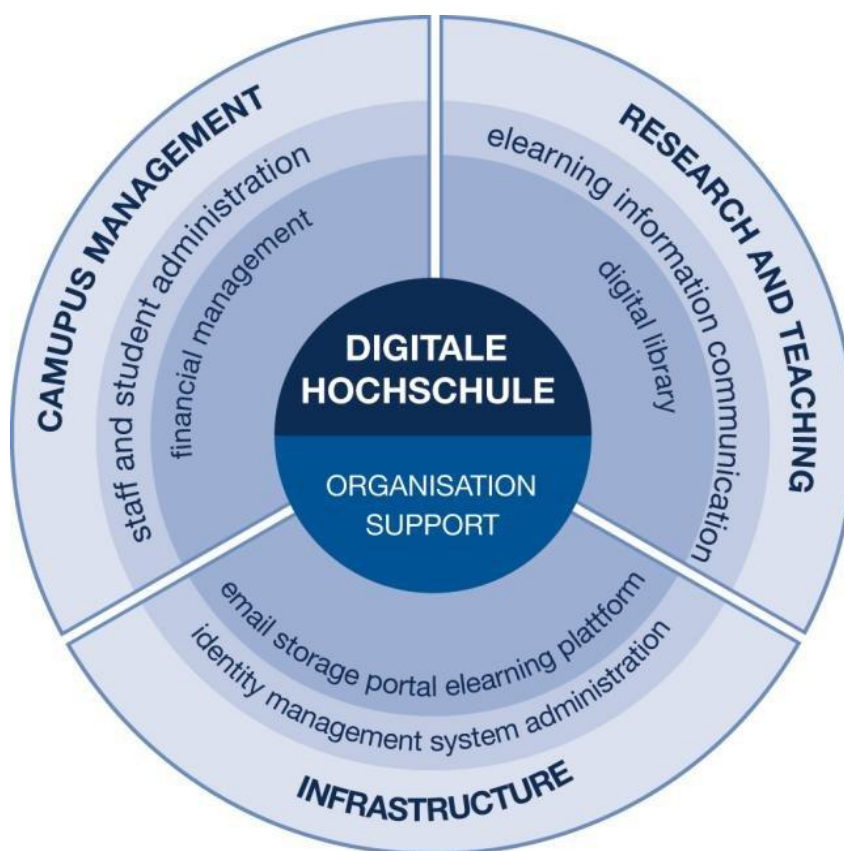 CAMUPUS MANAGEMENT
staff and student administration
financial management
RESEARCH AND TEACHING
elearning information communication
digital library
DIGITALE
HOCHSCHULE
ORGANISATION
SUPPORT
email storage portal elearning plattform
identity management system administration
INFRASTRUCTURE